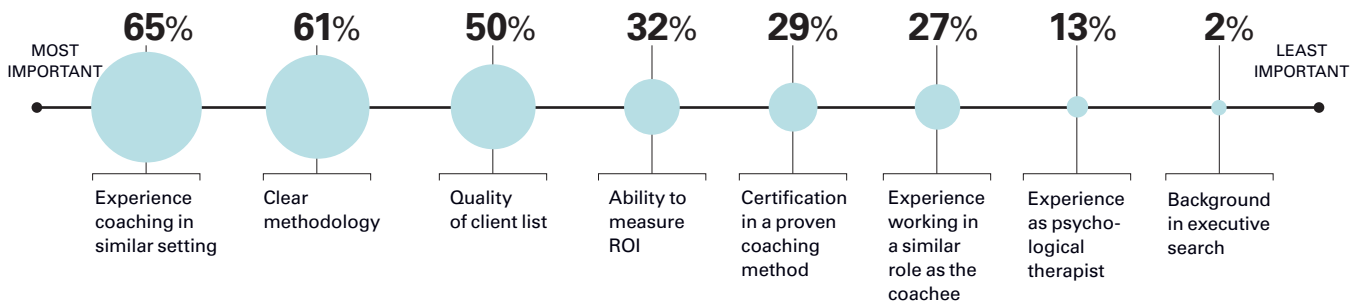 65%
61%
50%
32%
29%
27%
13%
2%
MOST
IMPORTANT
LEAST
IMPORTANT
Experience
coaching in
similar setting
Clear
methodology
Quality
of client list
Ability to
measure
ROI
Certification
in a proven
coaching
method
Experience
working in
a similar
role as the
coachee
Experience
as psycho-
logical
therapist
Background
in executive
search